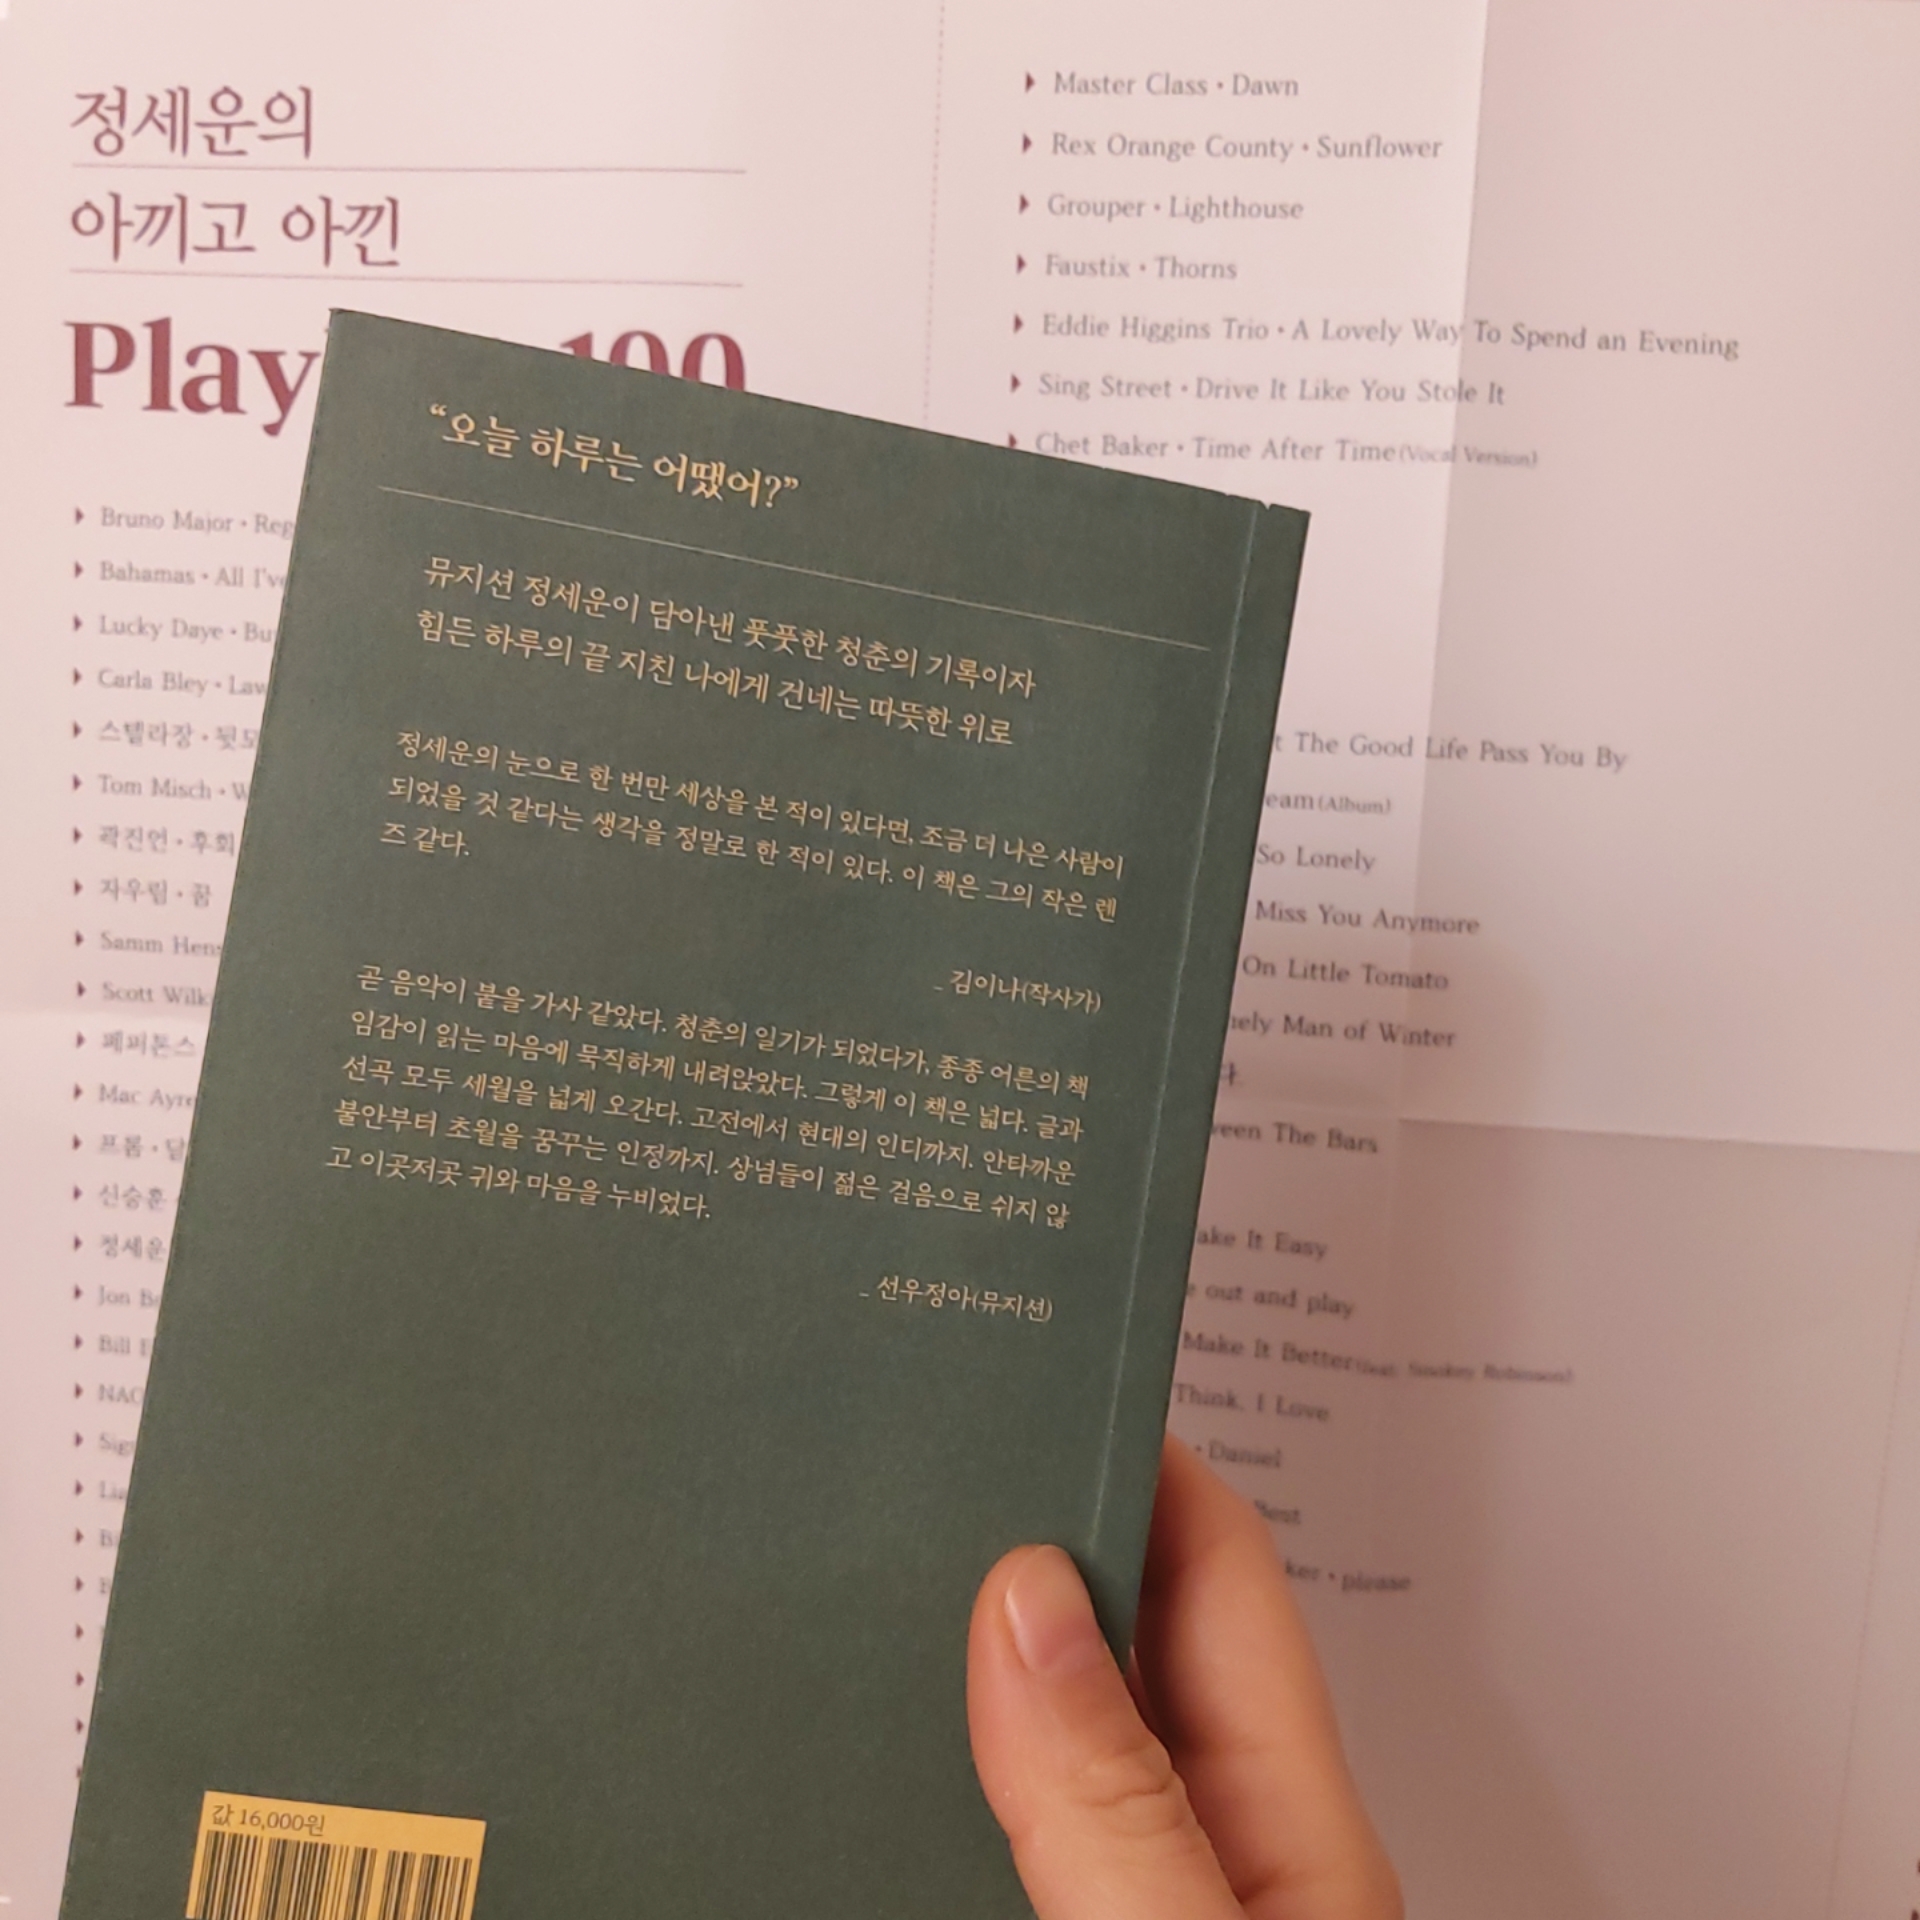 정세운의
아끼고 아낀
Play
100
Bruno Major • Reg
Bahamas • All I've
Lucky Daye • Bu
Carla Bley • Law
스텔라장 • 뒷모
Tom Misch • W
곽진언 • 후회
자우림 • 꿈
Samm Hens
Scott Wilk
페퍼톤스
Mac Ayre
프롬 • 달
신승훈
정세운
Jon Be
Bill E
NAO
Sig
Master Class • Dawn
Rex Orange County • Sunflower
Grouper • Lighthouse
Faustix • Thorns
Eddie Higgins Trio • A Lovely Way To Spend an Evening
Sing Street • Drive It Like You Stole It
Chet Baker • Time After Time(Vocal Version)
The Good Life Pass You By
eam(Album)
So Lonely
Miss You Anymore
On Little Tomato
ely Man of Winter
een The Bars
ake It Easy
out and play
Make It Better(feat. Smokey Robinson)
Think, I Love
• Daniel
Best
ker • please
“오늘 하루는 어땠어?”
뮤지션 정세운이 담아낸 풋풋한 청춘의 기록이자
힘든 하루의 끝 지친 나에게 건네는 따뜻한 위로
정세운의 눈으로 한 번만 세상을 본 적이 있다면, 조금 더 나은 사람이
되었을 것 같다는 생각을 정말로 한 적이 있다. 이 책은 그의 작은 렌
즈 같다.
_ 김이나(작사가)
곧 음악이 붙을 가사 같았다. 청춘의 일기가 되었다가, 종종 어른의 책
임감이 읽는 마음에 묵직하게 내려앉았다. 그렇게 이 책은 넓다. 글과
선곡 모두 세월을 넓게 오간다. 고전에서 현대의 인디까지. 안타까운
불안부터 초월을 꿈꾸는 인정까지. 상념들이 젊은 걸음으로 쉬지 않
고 이곳저곳 귀와 마음을 누비었다.
_ 선우정아(뮤지션)
값 16,000원